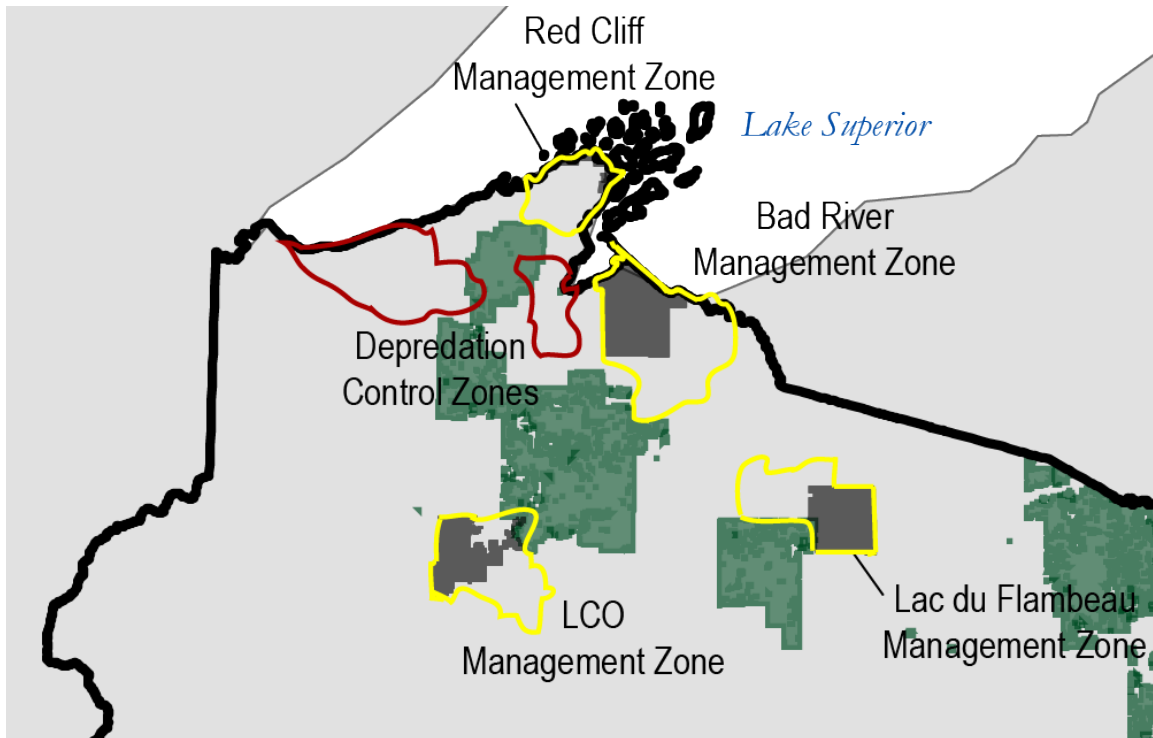 Red Cliff
Management Zone
Lake Superior
Bad River
Management Zone
Depredation
Control Zones
LCO
Management Zone
Lac du Flambeau
Management Zone